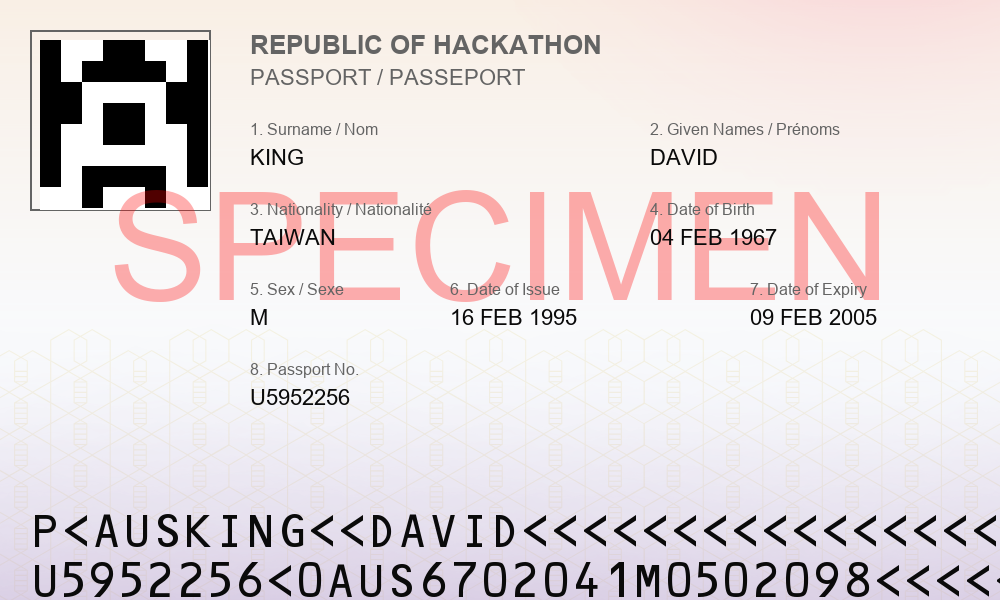 REPUBLIC OF HACKATHON
PASSPORT / PASSEPORT
1. Surname / Nom
2. Given Names / Prénoms
KING
DAVID
SPECIMEN
3. Nationality / Nationalité
4. Date of Birth
TAIWAN
04 FEB 1967
5. Sex / Sexe
6. Date of Issue
7. Date of Expiry
M
16 FEB 1995
09 FEB 2005
8. Passport No.
U5952256
P<AUSKING<<DAVID<<<<<<<<<<<<<<<<
U5952256<0AUS6702041M0502098<<<<